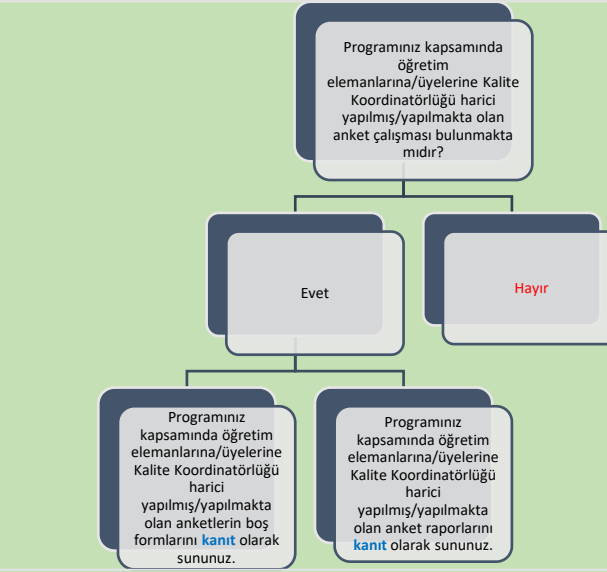 Programınız kapsamında
öğretim
elemanlarına/üyelerine Kalite
Koordinatörlüğü harici
yapılmış/yapılmakta olan
anket çalışması bulunmakta
mıdır?
Evet
Hayır
Programınız
kapsamında öğretim
elemanlarına/üyelerine
Kalite Koordinatörlüğü
harici
yapılmış/yapılmakta
olan anketlerin boş
formlarını kanıt olarak
sununuz.
Programınız
kapsamında öğretim
elemanlarına/üyelerine
Kalite Koordinatörlüğü
harici
yapılmış/yapılmakta
olan anket raporlarını
kanıt olarak sununuz.